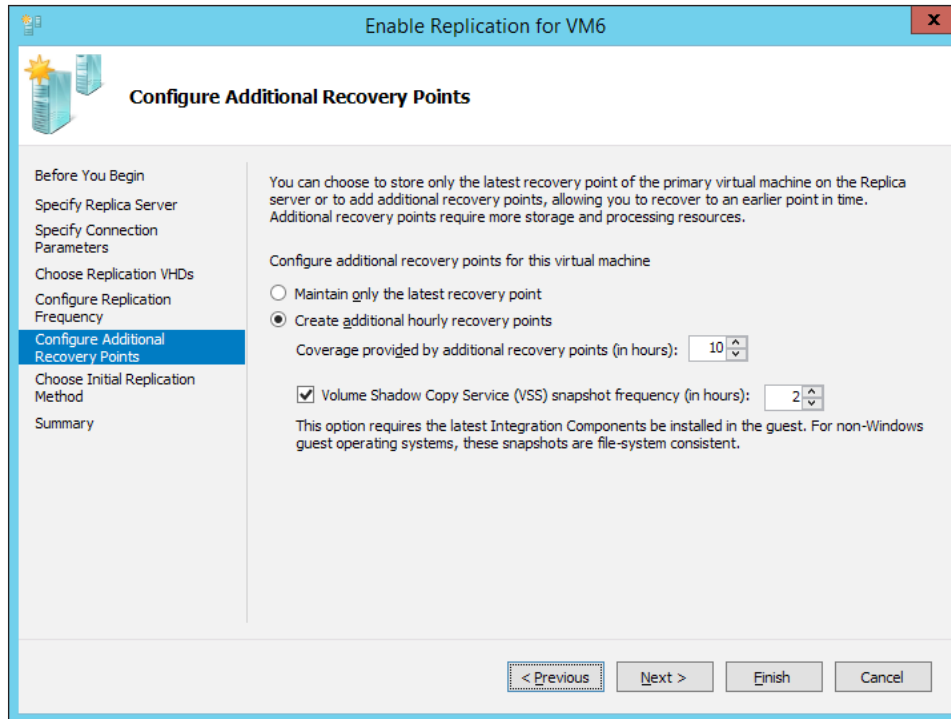 Enable Replication for VM6
x
Configure Additional Recovery Points
Before You Begin
Specify Replica Server
Specify Connection
Parameters
Choose Replication VHDs
Configure Replication
Frequency
Configure Additional
Recovery Points
Choose Initial Replication
Method
Summary
You can choose to store only the latest recovery point of the primary virtual machine on the Replica
server or to add additional recovery points, allowing you to recover to an earlier point in time.
Additional recovery points require more storage and processing resources.
Configure additional recovery points for this virtual machine
Maintain only the latest recovery point
Create additional hourly recovery points
Coverage provided by additional recovery points (in hours): 10
Volume Shadow Copy Service (VSS) snapshot frequency (in hours): 2
This option requires the latest Integration Components be installed in the guest. For non-Windows
guest operating systems, these snapshots are file-system consistent.
< Previous Next > Finish Cancel